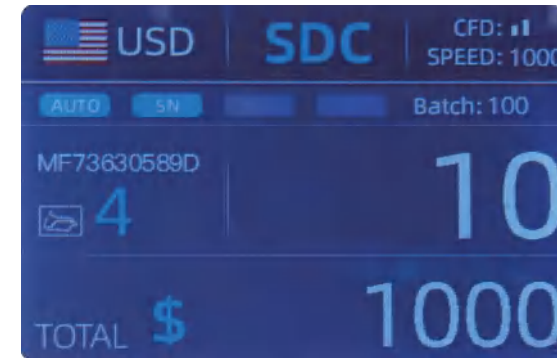 USD SDC CFD:
SPEED: 1000
AUTO SN Batch: 100
MF73630589D
4 10
TOTAL $ 1000